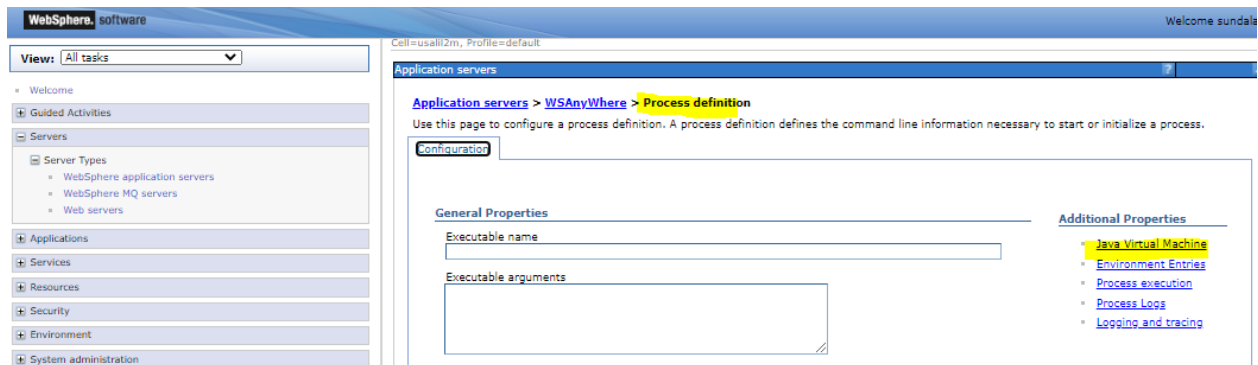 WebSphere. software
Welcome sundala
View: All tasks
Cell=usalil2m, Profile=default
Application servers ?
Welcome
Guided Activities
Servers
Server Types
WebSphere application servers
WebSphere MQ servers
Web servers
Applications
Services
Resources
Security
Environment
System administration
Application servers > WSAnyWhere > Process definition
Use this page to configure a process definition. A process definition defines the command line information necessary to start or initialize a process.
Configuration
General Properties
Executable name
Executable arguments
Additional Properties
Java Virtual Machine
Environment Entries
Process execution
Process Logs
Logging and tracing